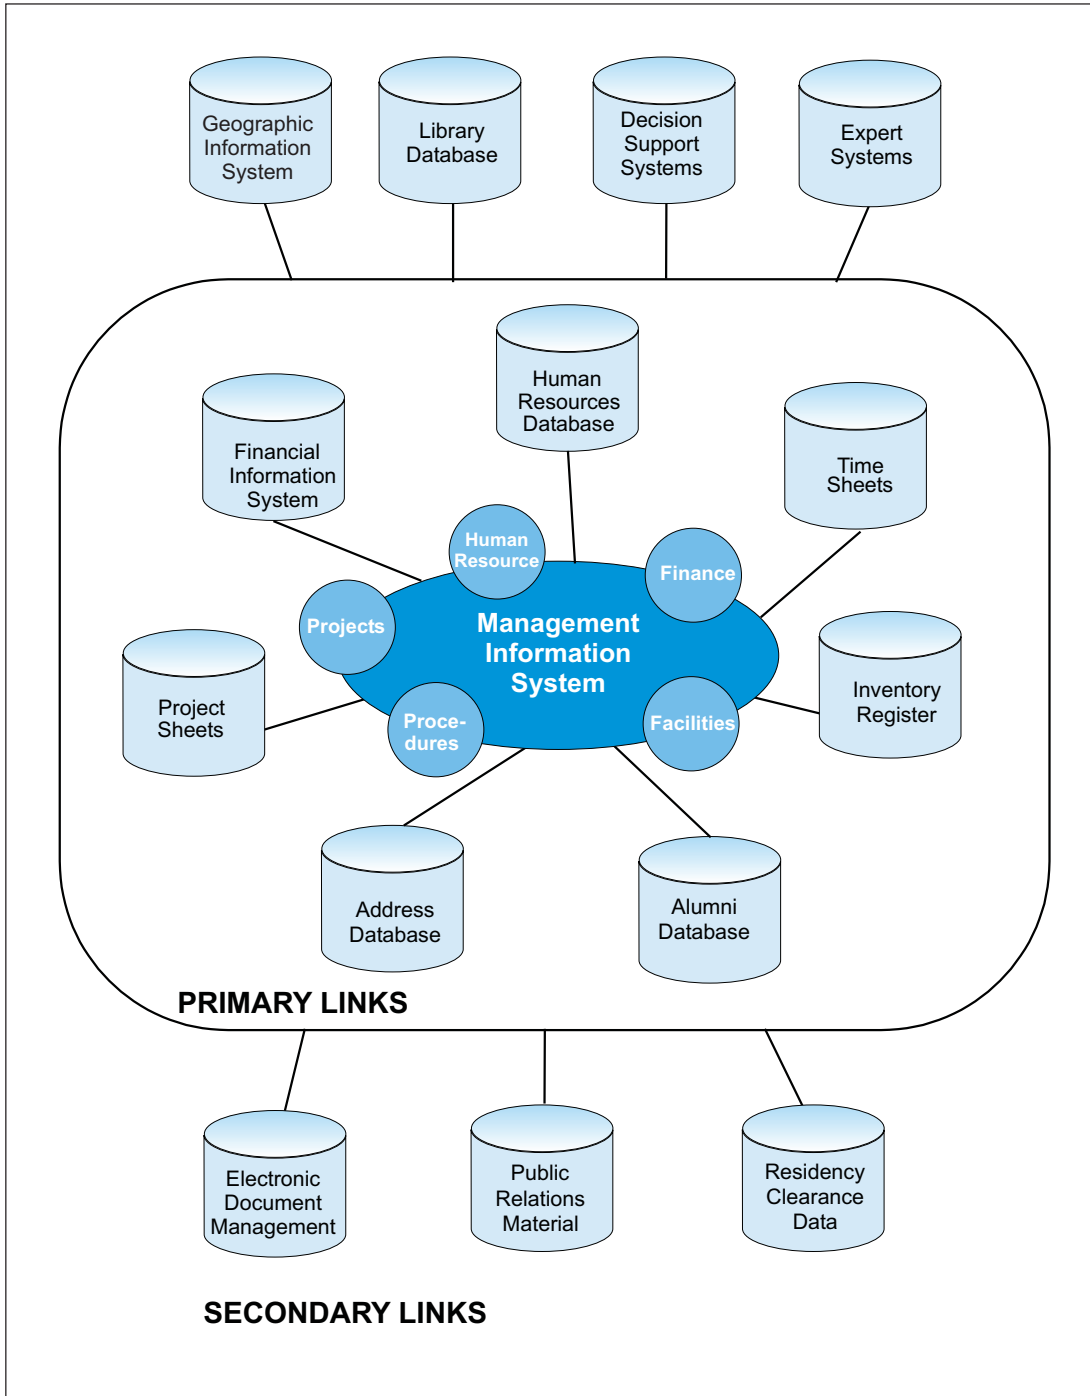 Geographic
Information
System
Library
Database
Decision
Support
Systems
Expert
Systems
Human
Resources
Database
Financial
Information
System
Time
Sheets
Human
Resource
Finance
Projects
Management
Information
System
Project
Sheets
Proce-
dures
Facilities
Inventory
Register
Address
Database
Alumni
Database
PRIMARY LINKS
Electronic
Document
Management
Public
Relations
Material
Residency
Clearance
Data
SECONDARY LINKS